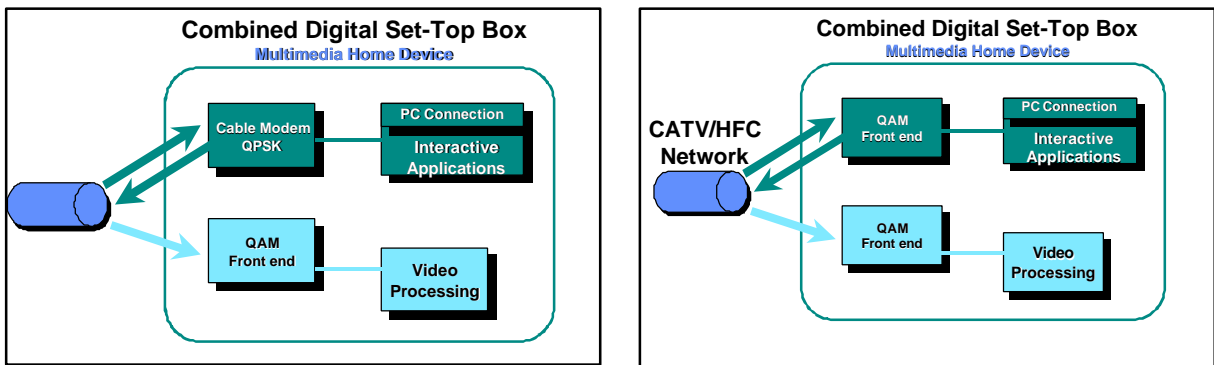 Combined Digital Set-Top Box
Multimedia Home Device
Cable Modem
QPSK
PC Connection
Interactive
Applications
QAM
Front end
Video
Processing
Combined Digital Set-Top Box
Multimedia Home Device
CATV/HFC
Network
QAM
Front end
PC Connection
Interactive
Applications
QAM
Front end
Video
Processing